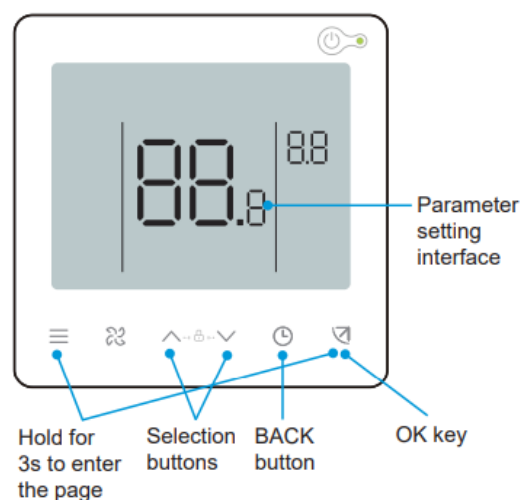 88.8
8.8
Parameter
setting
interface
Hold for
3s to enter
the page
Selection
buttons
BACK
button
OK key